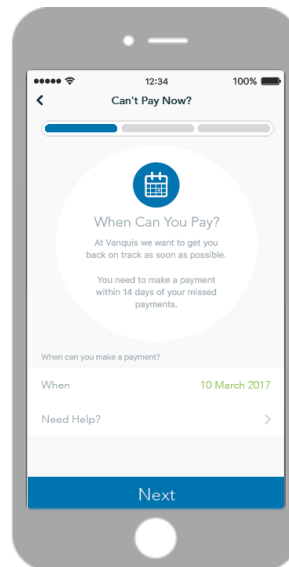 12:34
100%
Can't Pay Now?
When Can You Pay?
At Vanquis we want to get you
back on track as soon as possible.
You need to make a payment
within 14 days of your missed
payments.
When can you make a payment?
When
10 March 2017
Need Help?
Next